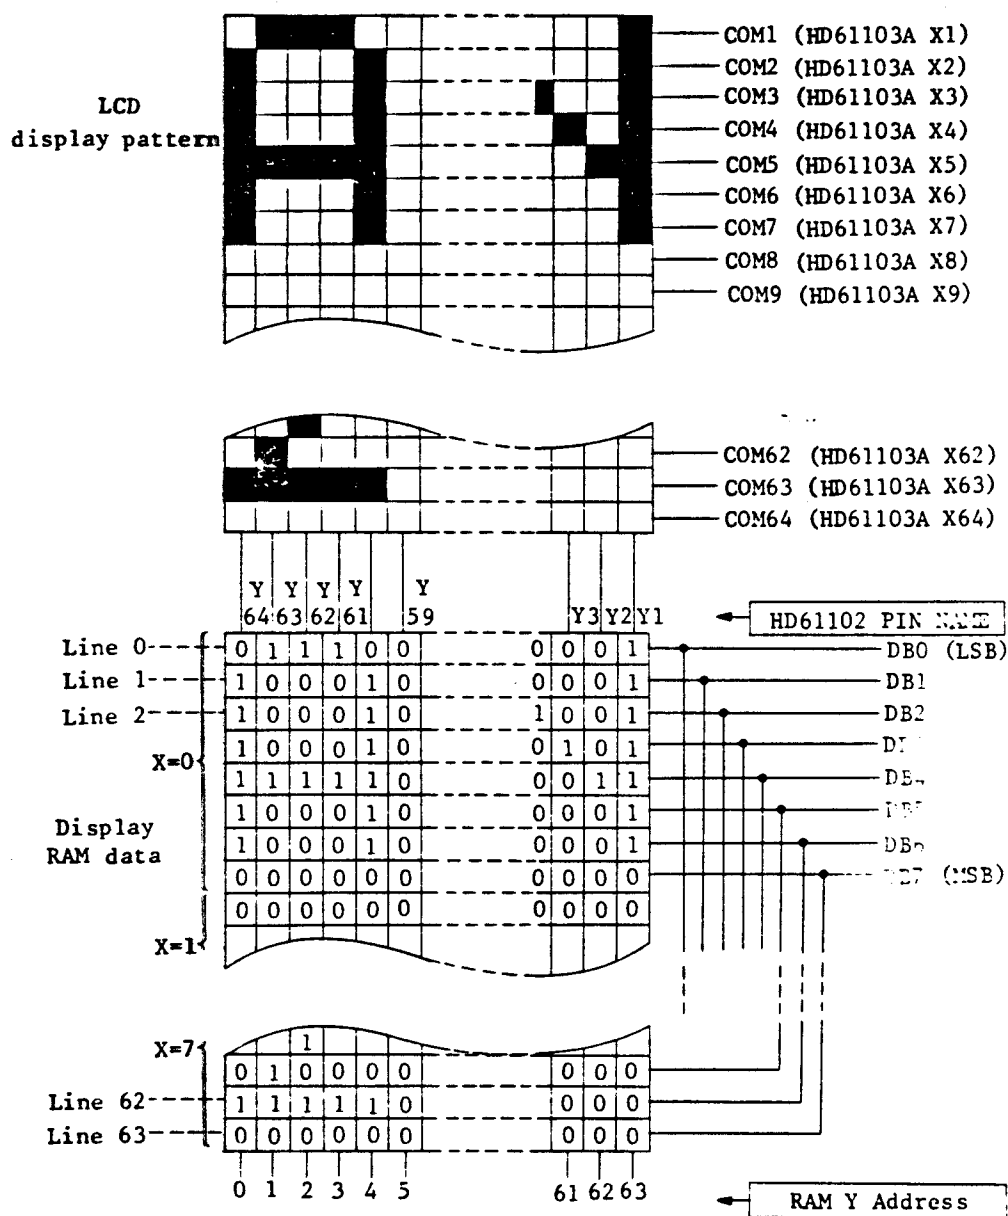 COM1 (HD61103A X1)
COM2 (HD61103A X2)
COM3 (HD61103A X3)
COM4 (HD61103A X4)
COM5 (HD61103A X5)
COM6 (HD61103A X6)
COM7 (HD61103A X7)
COM8 (HD61103A X8)
COM9 (HD61103A X9)
LCD
display pattern
COM62 (HD61103A X62)
COM63 (HD61103A X63)
COM64 (HD61103A X64)
Y Y Y Y Y
64 63 62 61 59 Y3 Y2 Y1
HD61102 PIN NAME
Line 0 0 1 1 1 0 0 0 0 0 1 DB0 (LSB)
Line 1 1 0 0 0 1 0 0 0 0 1 DB1
Line 2 1 0 0 0 1 0 1 0 0 1 DB2
X=0 1 0 0 0 1 0 0 1 0 1
1 1 1 1 1 0 0 0 1 1
Display
RAM data
1 0 0 0 1 0 0 0 0 1
1 0 0 0 1 0 0 0 0 1
0 0 0 0 0 0 0 0 0 0 (MSB)
0 0 0 0 0 0 0 0 0 0
X=1
X=7 1
0 1 0 0 0 0 0 0 0
Line 62 1 1 1 1 1 0 0 0 0
Line 63 0 0 0 0 0 0 0 0 0
0 1 2 3 4 5 61 62 63
RAM Y Address